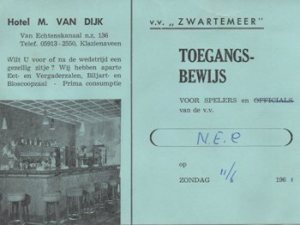 Hotel M. VAN DIJK
Van Echtenskanaal n.z. 136
Telef. 05913-2550, Klazienaveen
Wilt U voor of na de wedstrijd een
gezellig zitje? Wij hebben aparte
Eet- en Vergaderzalen, Biljart- en
Bioscoopzaal - Prima consumptie
v.v. „ZWARTEMEER"
TOEGANGS-
BEWIJS
VOOR SPELERS en OFFICIALS
van de v.v.
op
ZONDAG 11/6 196